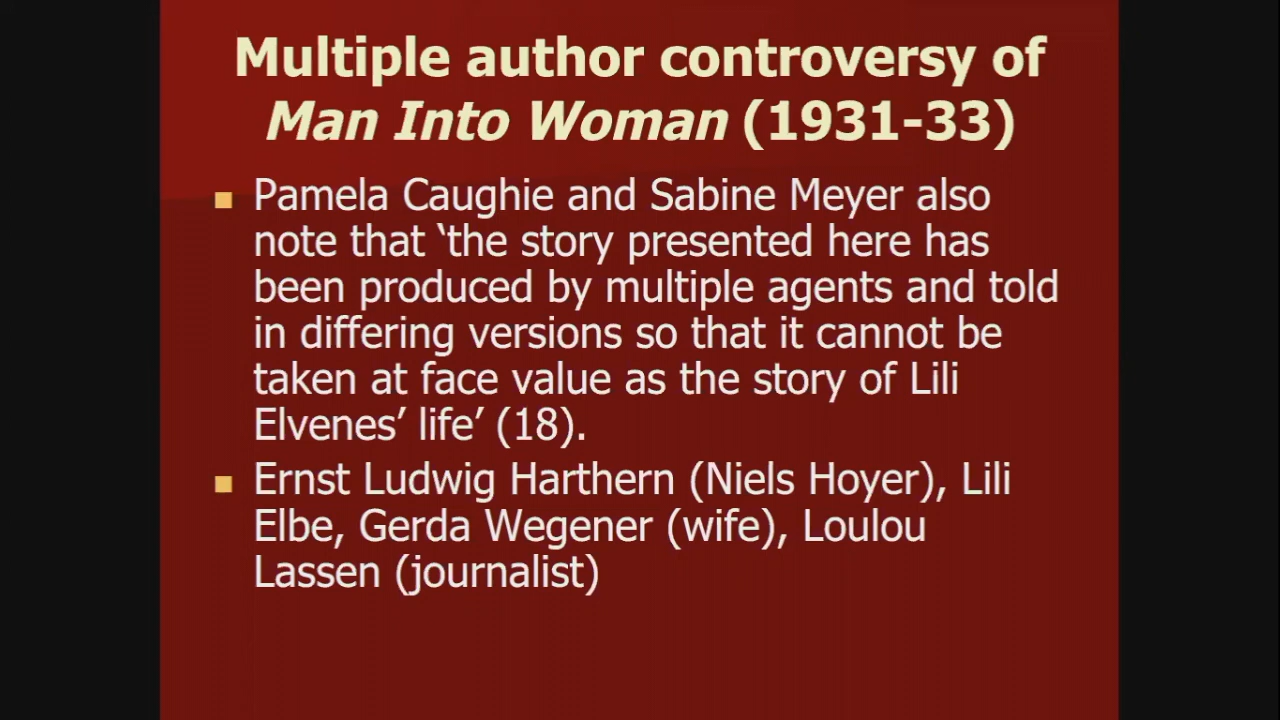 Multiple author controversy of
Man Into Woman (1931-33)
Pamela Caughie and Sabine Meyer also
note that ‘the story presented here has
been produced by multiple agents and told
in differing versions so that it cannot be
taken at face value as the story of Lili
Elvenes’ life’ (18).
Ernst Ludwig Harthern (Niels Hoyer), Lili
Elbe, Gerda Wegener (wife), Loulou
Lassen (journalist)